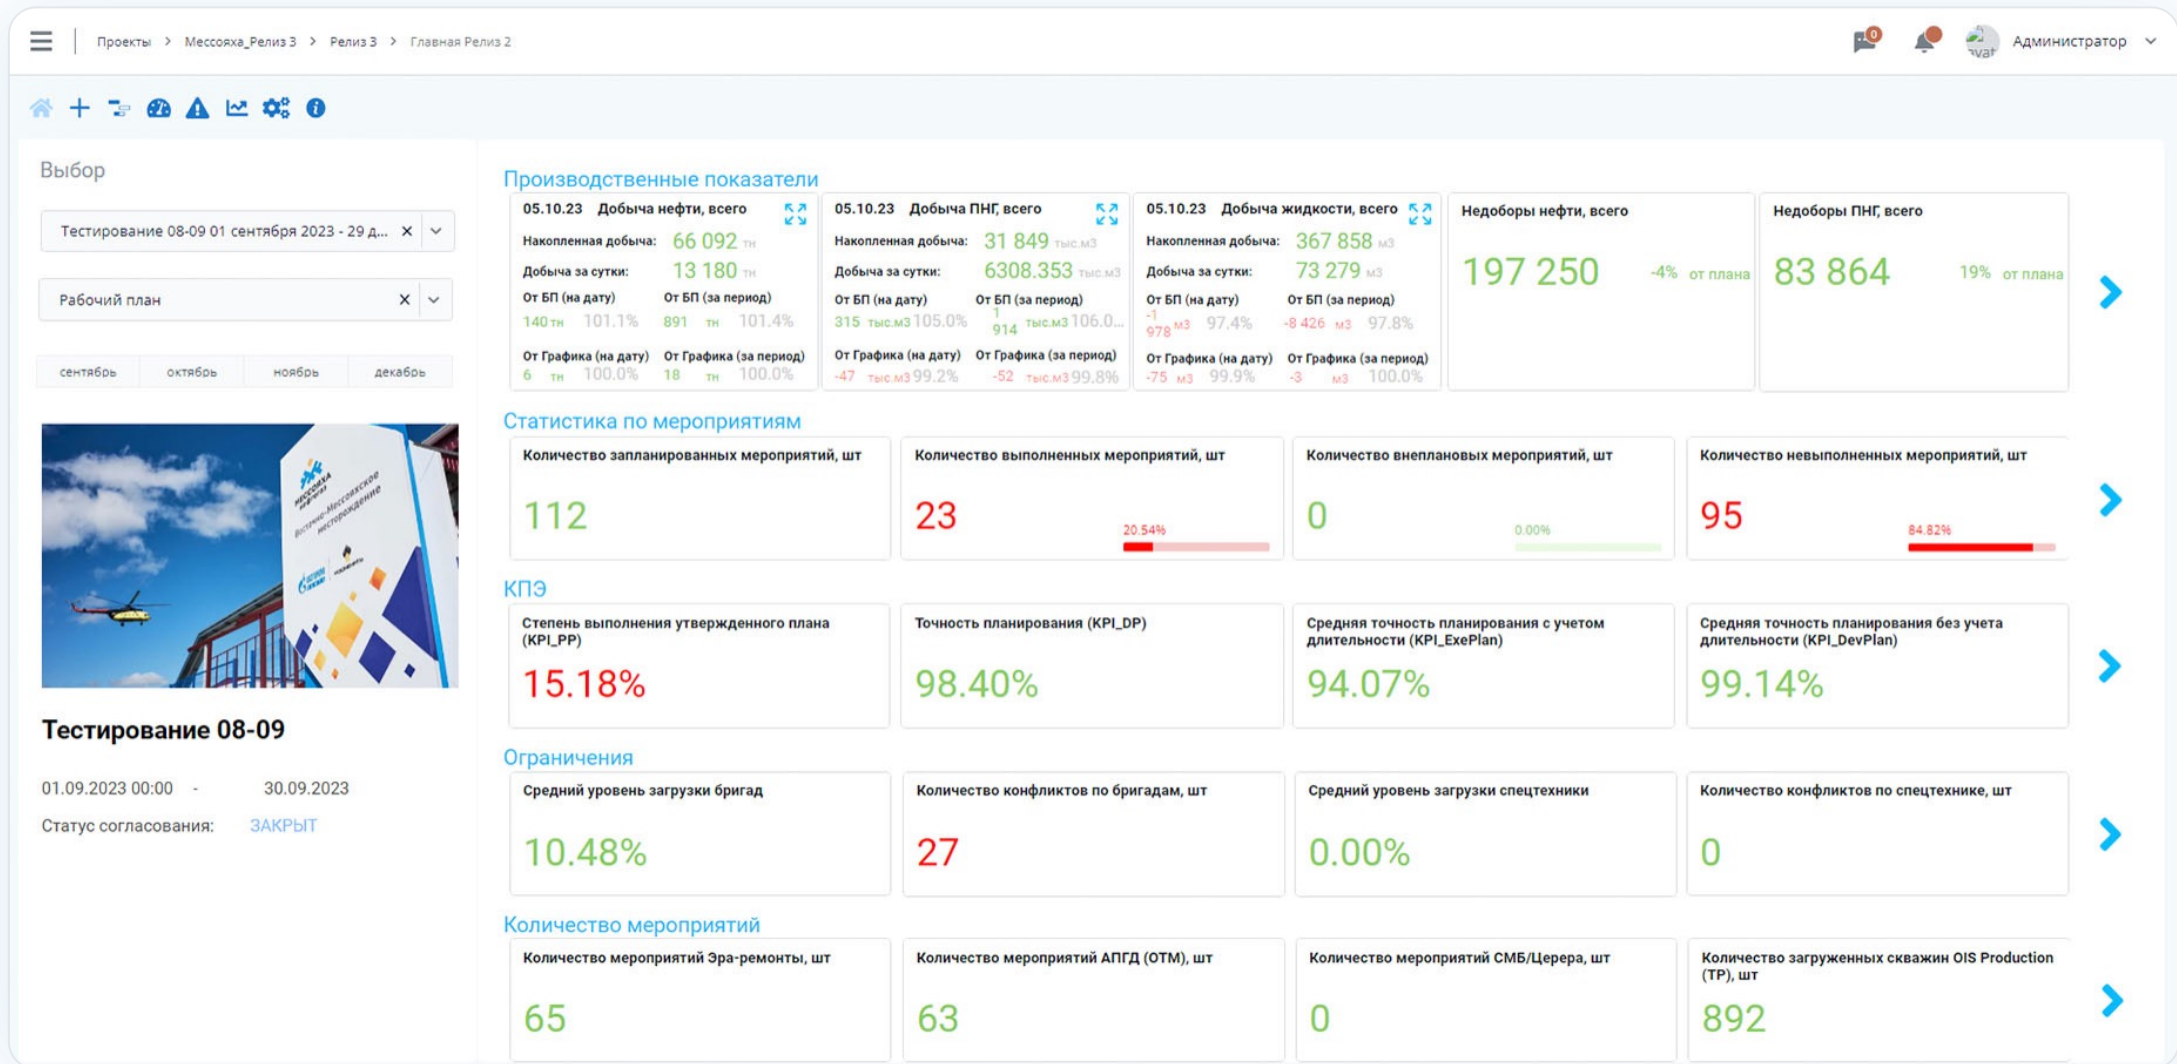 Проекты > Мессояха_Релиз 3 > Релиз 3 > Главная Релиз 2
0
Администратор
Выбор
Тестирование 08-09 01 сентября 2023 - 29 д...
Рабочий план
сентябрь октябрь ноябрь декабрь
МЕССОЯХА
нефтегаз
Восточно-Мессояхское
месторождение
Тестирование 08-09
01.09.2023 00:00 - 30.09.2023
Статус согласования: ЗАКРЫТ
Производственные показатели
05.10.23 Добыча нефти, всего
Накопленная добыча: 66 092 тн
Добыча за сутки: 13 180 тн
От БП (на дату) От БП (за период)
140 тн 101.1% 891 тн 101.4%
От Графика (на дату) От Графика (за период)
6 тн 100.0% 18 тн 100.0%
05.10.23 Добыча ПНГ, всего
Накопленная добыча: 31 849 тыс.м3
Добыча за сутки: 6308.353 тыс.м3
От БП (на дату) От БП (за период)
315 тыс.м3 105.0% 1 914 тыс.м3 106.0...
От Графика (на дату) От Графика (за период)
-47 тыс.м3 99.2% -52 тыс.м3 99.8%
05.10.23 Добыча жидкости, всего
Накопленная добыча: 367 858 м3
Добыча за сутки: 73 279 м3
От БП (на дату) От БП (за период)
-1 978 м3 97.4% -8 426 м3 97.8%
От Графика (на дату) От Графика (за период)
-75 м3 99.9% -3 м3 100.0%
Недоборы нефти, всего
197 250 -4% от плана
Недоборы ПНГ, всего
83 864 19% от плана
Статистика по мероприятиям
Количество запланированных мероприятий, шт
112
Количество выполненных мероприятий, шт
23
20.54%
Количество внеплановых мероприятий, шт
0
0.00%
Количество невыполненных мероприятий, шт
95
84.82%
КПЭ
Степень выполнения утвержденного плана
(KPI_PP)
15.18%
Точность планирования (KPI_DP)
98.40%
Средняя точность планирования с учетом
длительности (KPI_ExePlan)
94.07%
Средняя точность планирования без учета
длительности (KPI_DevPlan)
99.14%
Ограничения
Средний уровень загрузки бригад
10.48%
Количество конфликтов по бригадам, шт
27
Средний уровень загрузки спецтехники
0.00%
Количество конфликтов по спецтехнике, шт
0
Количество мероприятий
Количество мероприятий Эра-ремонты, шт
65
Количество мероприятий АПГД (ОТМ), шт
63
Количество мероприятий СМБ/Церера, шт
0
Количество загруженных скважин OIS Production
(ТР), шт
892